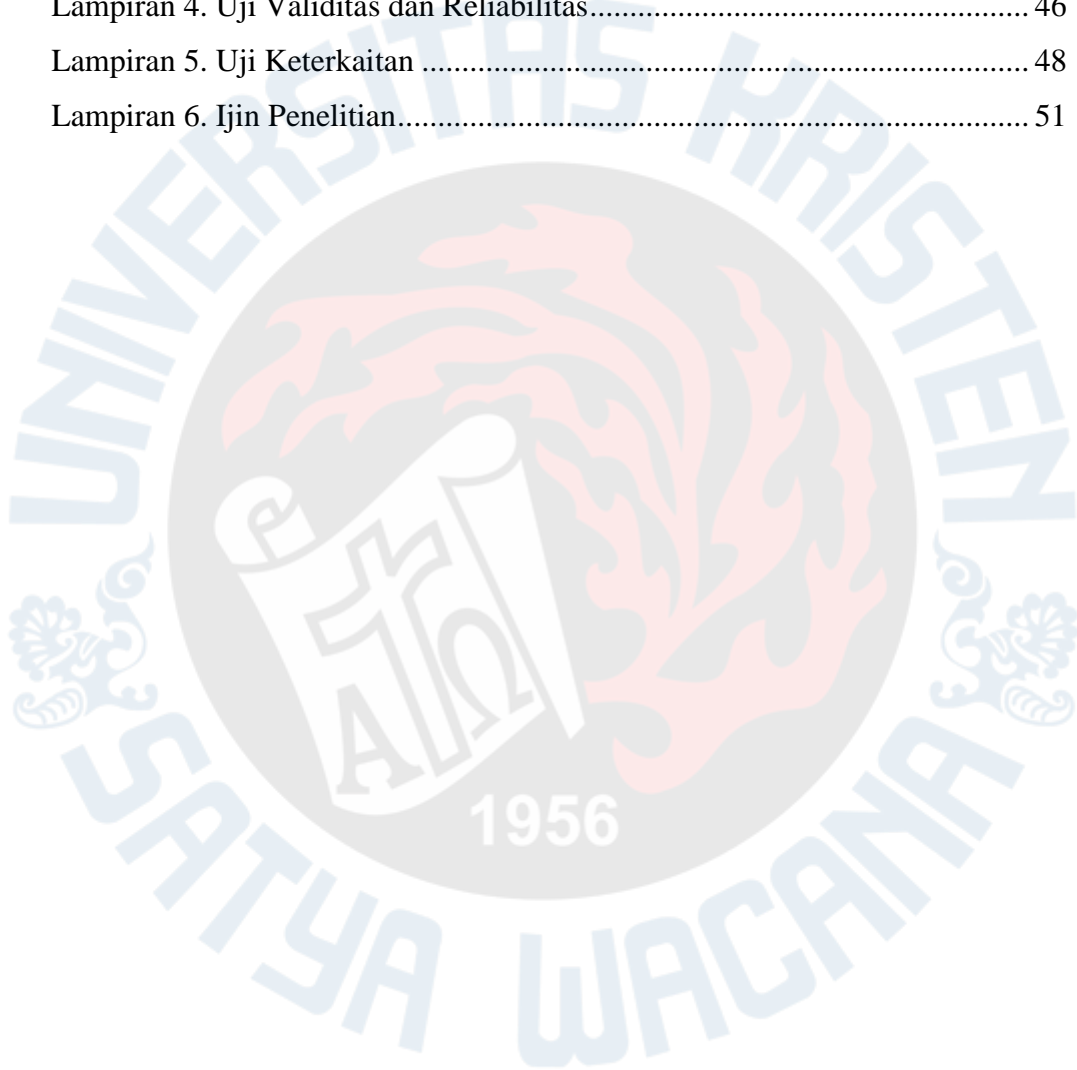 Lampiran 4. Uji Validitas dan Reliabilitas....................................................... 46
Lampiran 5. Uji Keterkaitan ............................................................................ 48
Lampiran 6. Ijin Penelitian............................................................................... 51
UNIVERSITAS KRISTEN
ΑΩ
1956
SATYA WACANA